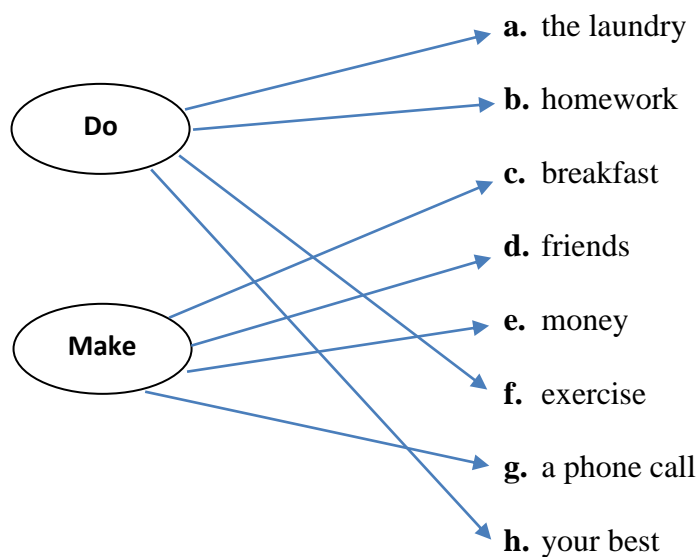 Do
Make
a. the laundry
b. homework
c. breakfast
d. friends
e. money
f. exercise
g. a phone call
h. your best